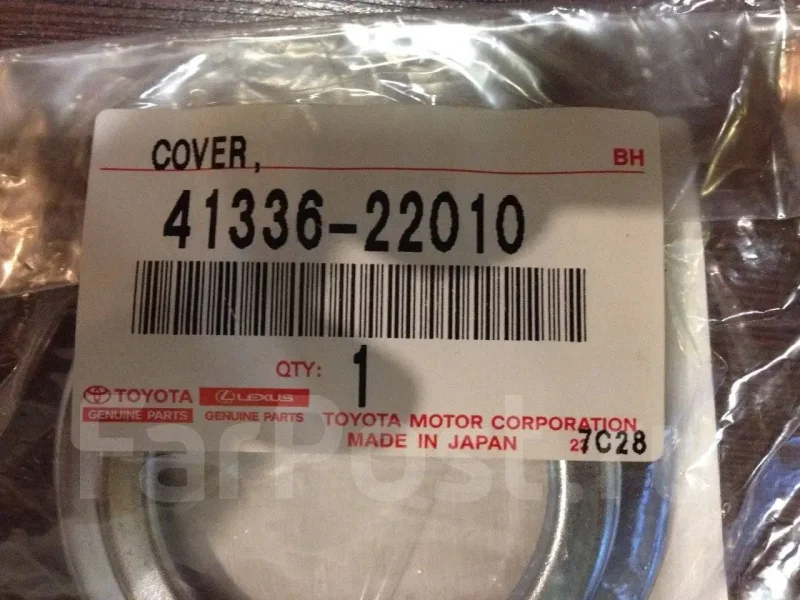 COVER,
BH
41336-22010
QTY: 1
TOYOTA LEXUS
GENUINE PARTS GENUINE PARTS
TOYOTA MOTOR CORPORATION
MADE IN JAPAN
7C28
FarPost.ru